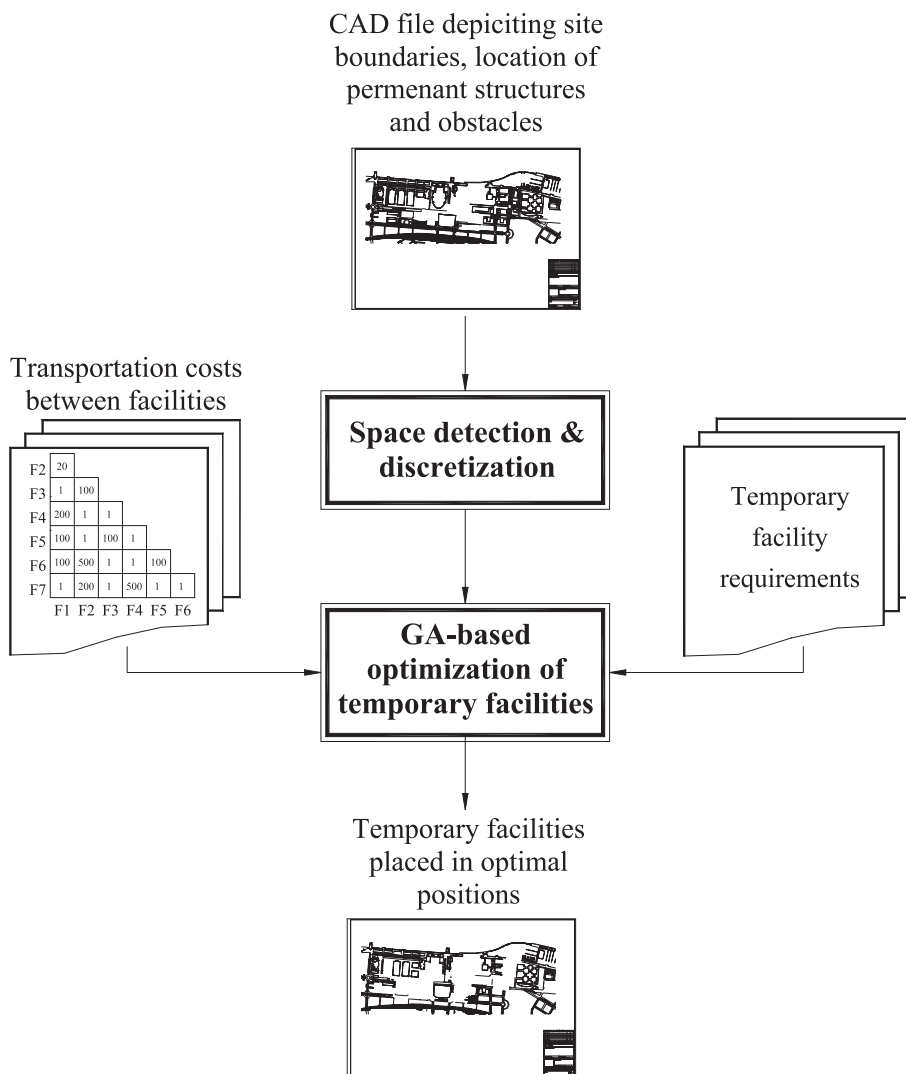 CAD file depiciting site
boundaries, location of
permenant structures
and obstacles
Transportation costs
between facilities
F2 20
F3 1 100
F4 200 1 1
F5 100 1 100 1
F6 100 500 1 1 100
F7 1 200 1 500 1 1
F1 F2 F3 F4 F5 F6
Space detection &
discretization
Temporary
facility
requirements
GA-based
optimization of
temporary facilities
Temporary facilities
placed in optimal
positions